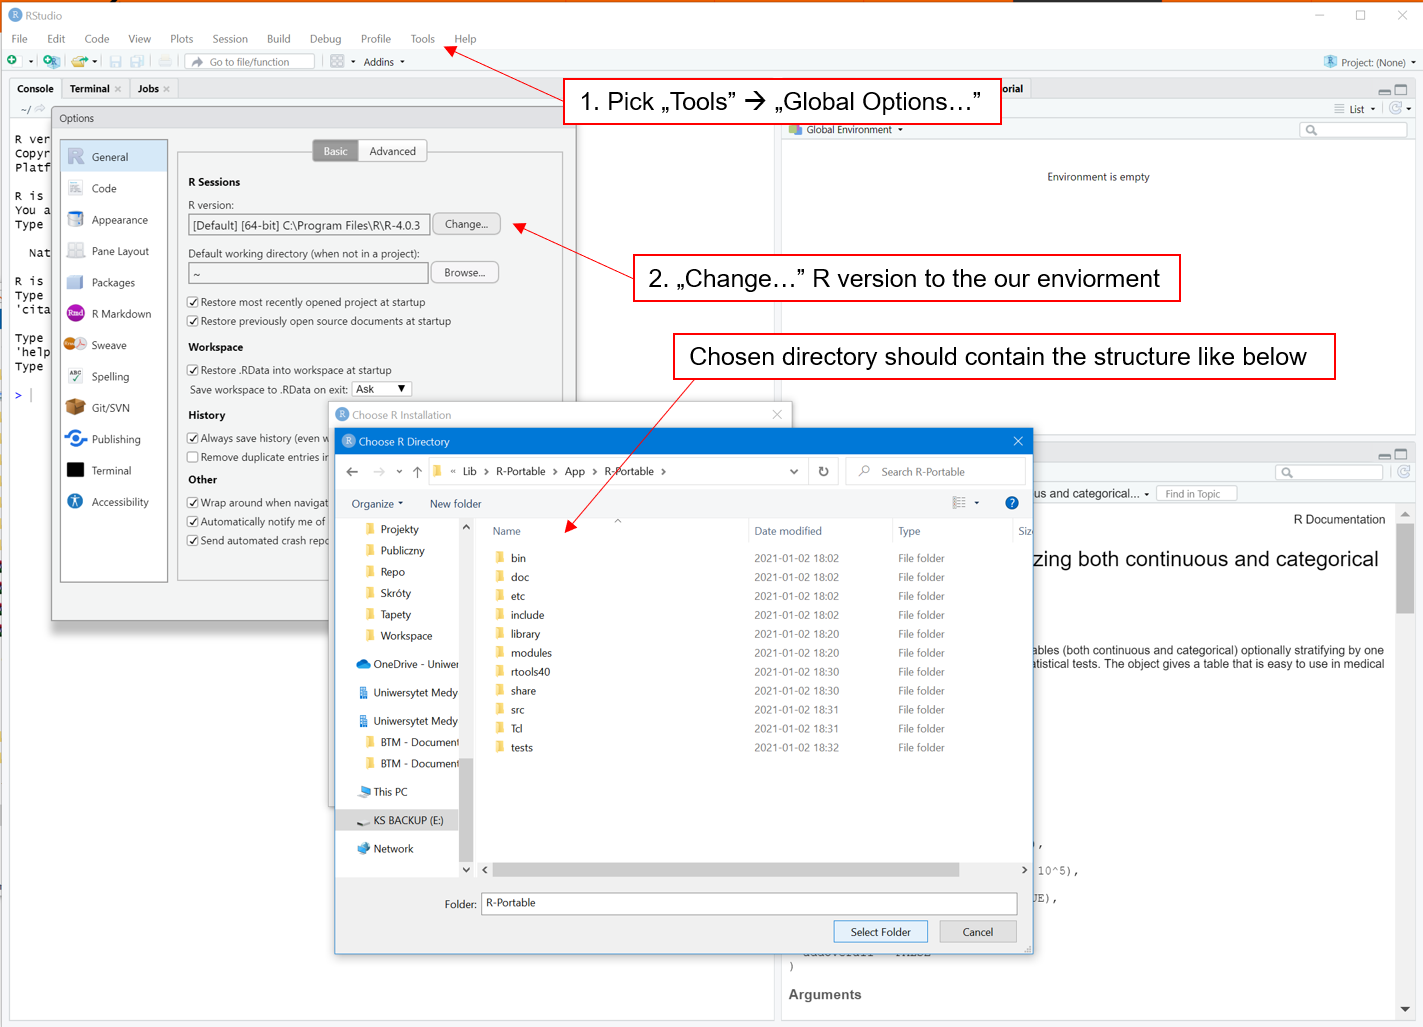 RStudio
File Edit Code View Plots Session Build Debug Profile Tools Help
Go to file/function Addins Project: (None)
Console Terminal Jobs
1. Pick „Tools” → „Global Options…”
orial
~/
List
Global Environment
Environment is empty
R ver
Copyr
Platf
R is
You a
Type
Nat
R is
Type
'cita
Type
'help
Type
>
Options
General
Code
Appearance
Pane Layout
Packages
R Markdown
Sweave
Spelling
Git/SVN
Publishing
Terminal
Accessibility
Basic Advanced
R Sessions
R version:
[Default] [64-bit] C:\Program Files\R\R-4.0.3 Change...
Default working directory (when not in a project):
~ Browse...
Restore most recently opened project at startup
Restore previously open source documents at startup
Workspace
Restore .RData into workspace at startup
Save workspace to .RData on exit: Ask
History
Always save history (even w
Remove duplicate entries in
Other
Wrap around when navigat
Automatically notify me of
Send automated crash repo
2. „Change…” R version to the our enviorment
Chosen directory should contain the structure like below
Choose R Installation
Choose R Directory
« Lib › R-Portable › App › R-Portable ›
Search R-Portable
Organize New folder
Projekty
Publiczny
Repo
Skróty
Tapety
Workspace
OneDrive - Uniwer
Uniwersytet Medy
Uniwersytet Medy
BTM - Document
BTM - Document
This PC
KS BACKUP (E:)
Network
Name Date modified Type Siz
bin 2021-01-02 18:02 File folder
doc 2021-01-02 18:02 File folder
etc 2021-01-02 18:02 File folder
include 2021-01-02 18:02 File folder
library 2021-01-02 18:20 File folder
modules 2021-01-02 18:20 File folder
rtools40 2021-01-02 18:30 File folder
share 2021-01-02 18:30 File folder
src 2021-01-02 18:31 File folder
Tcl 2021-01-02 18:31 File folder
tests 2021-01-02 18:32 File folder
Folder: R-Portable
Select Folder Cancel
us and categorical... Find in Topic
R Documentation
zing both continuous and categorical
ables (both continuous and categorical) optionally stratifying by one
tistical tests. The object gives a table that is easy to use in medical
),
10^5),
UE),
)
Arguments